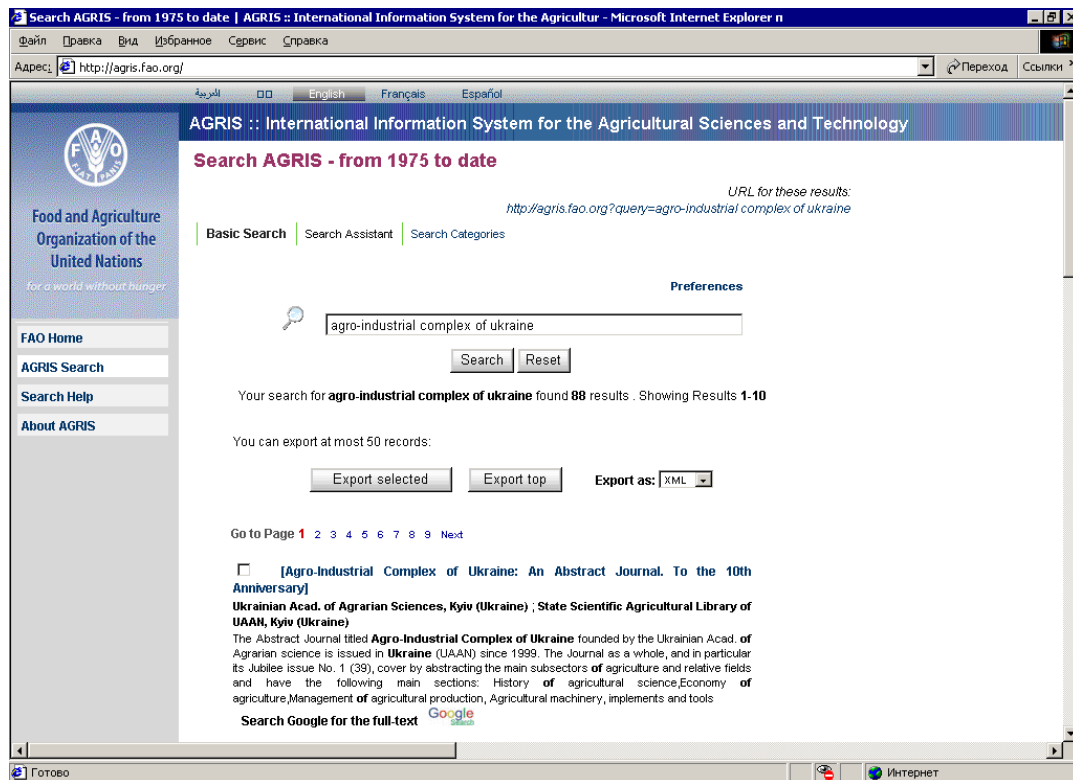 Search AGRIS - from 1975 to date | AGRIS :: International Information System for the Agricultur - Microsoft Internet Explorer п
Файл Правка Вид Избранное Сервис Справка
Адрес: http://agris.fao.org/ Переход Ссылки »
العربية □□ English Français Español
AGRIS :: International Information System for the Agricultural Sciences and Technology
FAO
FIAT PANIS
Food and Agriculture
Organization of the
United Nations
for a world without hunger
FAO Home
AGRIS Search
Search Help
About AGRIS
Search AGRIS - from 1975 to date
URL for these results:
http://agris.fao.org?query=agro-industrial complex of ukraine
Basic Search Search Assistant Search Categories
Preferences
agro-industrial complex of ukraine
Search Reset
Your search for agro-industrial complex of ukraine found 88 results . Showing Results 1-10
You can export at most 50 records:
Export selected Export top Export as: XML
Go to Page 1 2 3 4 5 6 7 8 9 Next
[Agro-Industrial Complex of Ukraine: An Abstract Journal. To the 10th
Anniversary]
Ukrainian Acad. of Agrarian Sciences, Kyiv (Ukraine) ; State Scientific Agricultural Library of
UAAN, Kyiv (Ukraine)
The Abstract Journal titled Agro-Industrial Complex of Ukraine founded by the Ukrainian Acad. of
Agrarian science is issued in Ukraine (UAAN) since 1999. The Journal as a whole, and in particular
its Jubilee issue No. 1 (39), cover by abstracting the main subsectors of agriculture and relative fields
and have the following main sections: History of agricultural science,Economy of
agriculture,Management of agricultural production, Agricultural machinery, implements and tools
Search Google for the full-text Google Search
Готово Интернет